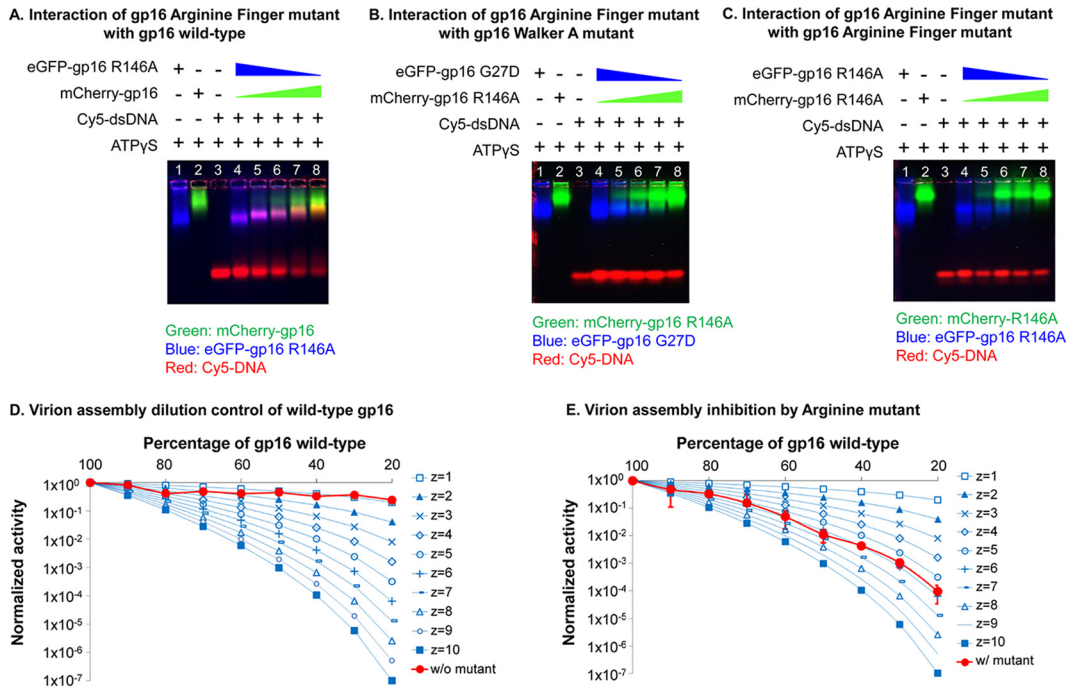 A. Interaction of gp16 Arginine Finger mutant
with gp16 wild-type
eGFP-gp16 R146A + - -
mCherry-gp16 - + -
Cy5-dsDNA - - + + + + + +
ATPγS + + + + + + + +
1 2 3 4 5 6 7 8
Green: mCherry-gp16
Blue: eGFP-gp16 R146A
Red: Cy5-DNA
B. Interaction of gp16 Arginine Finger mutant
with gp16 Walker A mutant
eGFP-gp16 G27D + - -
mCherry-gp16 R146A - + -
Cy5-dsDNA - - + + + + + +
ATPγS + + + + + + + +
1 2 3 4 5 6 7 8
Green: mCherry-gp16 R146A
Blue: eGFP-gp16 G27D
Red: Cy5-DNA
C. Interaction of gp16 Arginine Finger mutant
with gp16 Arginine Finger mutant
eGFP-gp16 R146A + - -
mCherry-gp16 R146A - + -
Cy5-dsDNA - - + + + + + +
ATPγS + + + + + + + +
1 2 3 4 5 6 7 8
Green: mCherry-R146A
Blue: eGFP-gp16 R146A
Red: Cy5-DNA
D. Virion assembly dilution control of wild-type gp16
Percentage of gp16 wild-type
100 80 60 40 20
Normalized activity
1x10⁰
1x10⁻¹
1x10⁻²
1x10⁻³
1x10⁻⁴
1x10⁻⁵
1x10⁻⁶
1x10⁻⁷
z=1
z=2
z=3
z=4
z=5
z=6
z=7
z=8
z=9
z=10
w/o mutant
E. Virion assembly inhibition by Arginine mutant
Percentage of gp16 wild-type
100 80 60 40 20
Normalized activity
1x10⁰
1x10⁻¹
1x10⁻²
1x10⁻³
1x10⁻⁴
1x10⁻⁵
1x10⁻⁶
1x10⁻⁷
z=1
z=2
z=3
z=4
z=5
z=6
z=7
z=8
z=9
z=10
w/ mutant